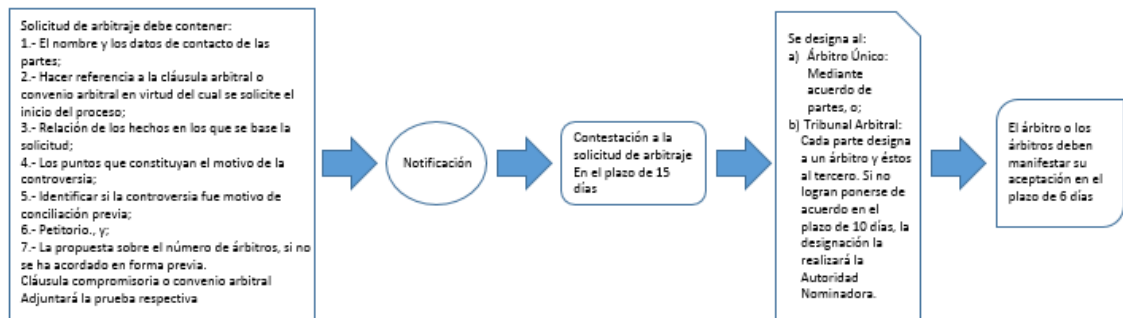 Solicitud de arbitraje debe contener:
1.- El nombre y los datos de contacto de las
partes;
2.- Hacer referencia a la cláusula arbitral o
convenio arbitral en virtud del cual se solicite el
inicio del proceso;
3.- Relación de los hechos en los que se base la
solicitud;
4.- Los puntos que constituyan el motivo de la
controversia;
5.- Identificar si la controversia fue motivo de
conciliación previa;
6.- Petitorio., y;
7.- La propuesta sobre el número de árbitros, si no
se ha acordado en forma previa.
Cláusula compromisoria o convenio arbitral
Adjuntará la prueba respectiva
Notificación
Contestación a la
solicitud de arbitraje
En el plazo de 15
días
Se designa al:
a) Árbitro Único:
Mediante
acuerdo de
partes, o;
b) Tribunal Arbitral:
Cada parte designa
a un árbitro y éstos
al tercero. Si no
logran ponerse de
acuerdo en el
plazo de 10 días, la
designación la
realizará la
Autoridad
Nominadora.
El árbitro o los
árbitros deben
manifestar su
aceptación en el
plazo de 6 días